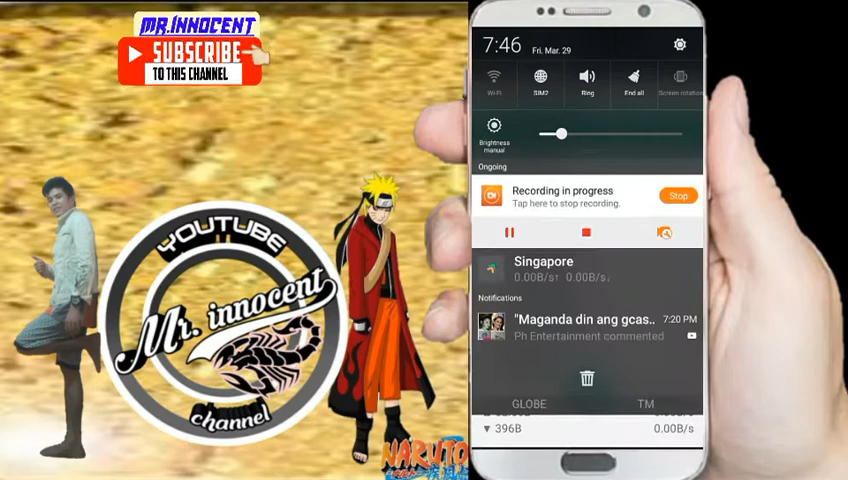 MR.INNOCENT
SUBSCRIBE
TO THIS CHANNEL
YOUTUBE
Mr. innocent
channel
NARUTO
7:46 Fri. Mar. 29
Wi-Fi
SIM2
Ring
End all
Screen rotation
Brightness
manual
Ongoing
Recording in progress
Tap here to stop recording.
Stop
Singapore
0.00B/s↑ 0.00B/s↓
Notifications
"Maganda din ang gcas.. 7:20 PM
Ph Entertainment commented
GLOBE TM
▼ 396B 0.00B/s